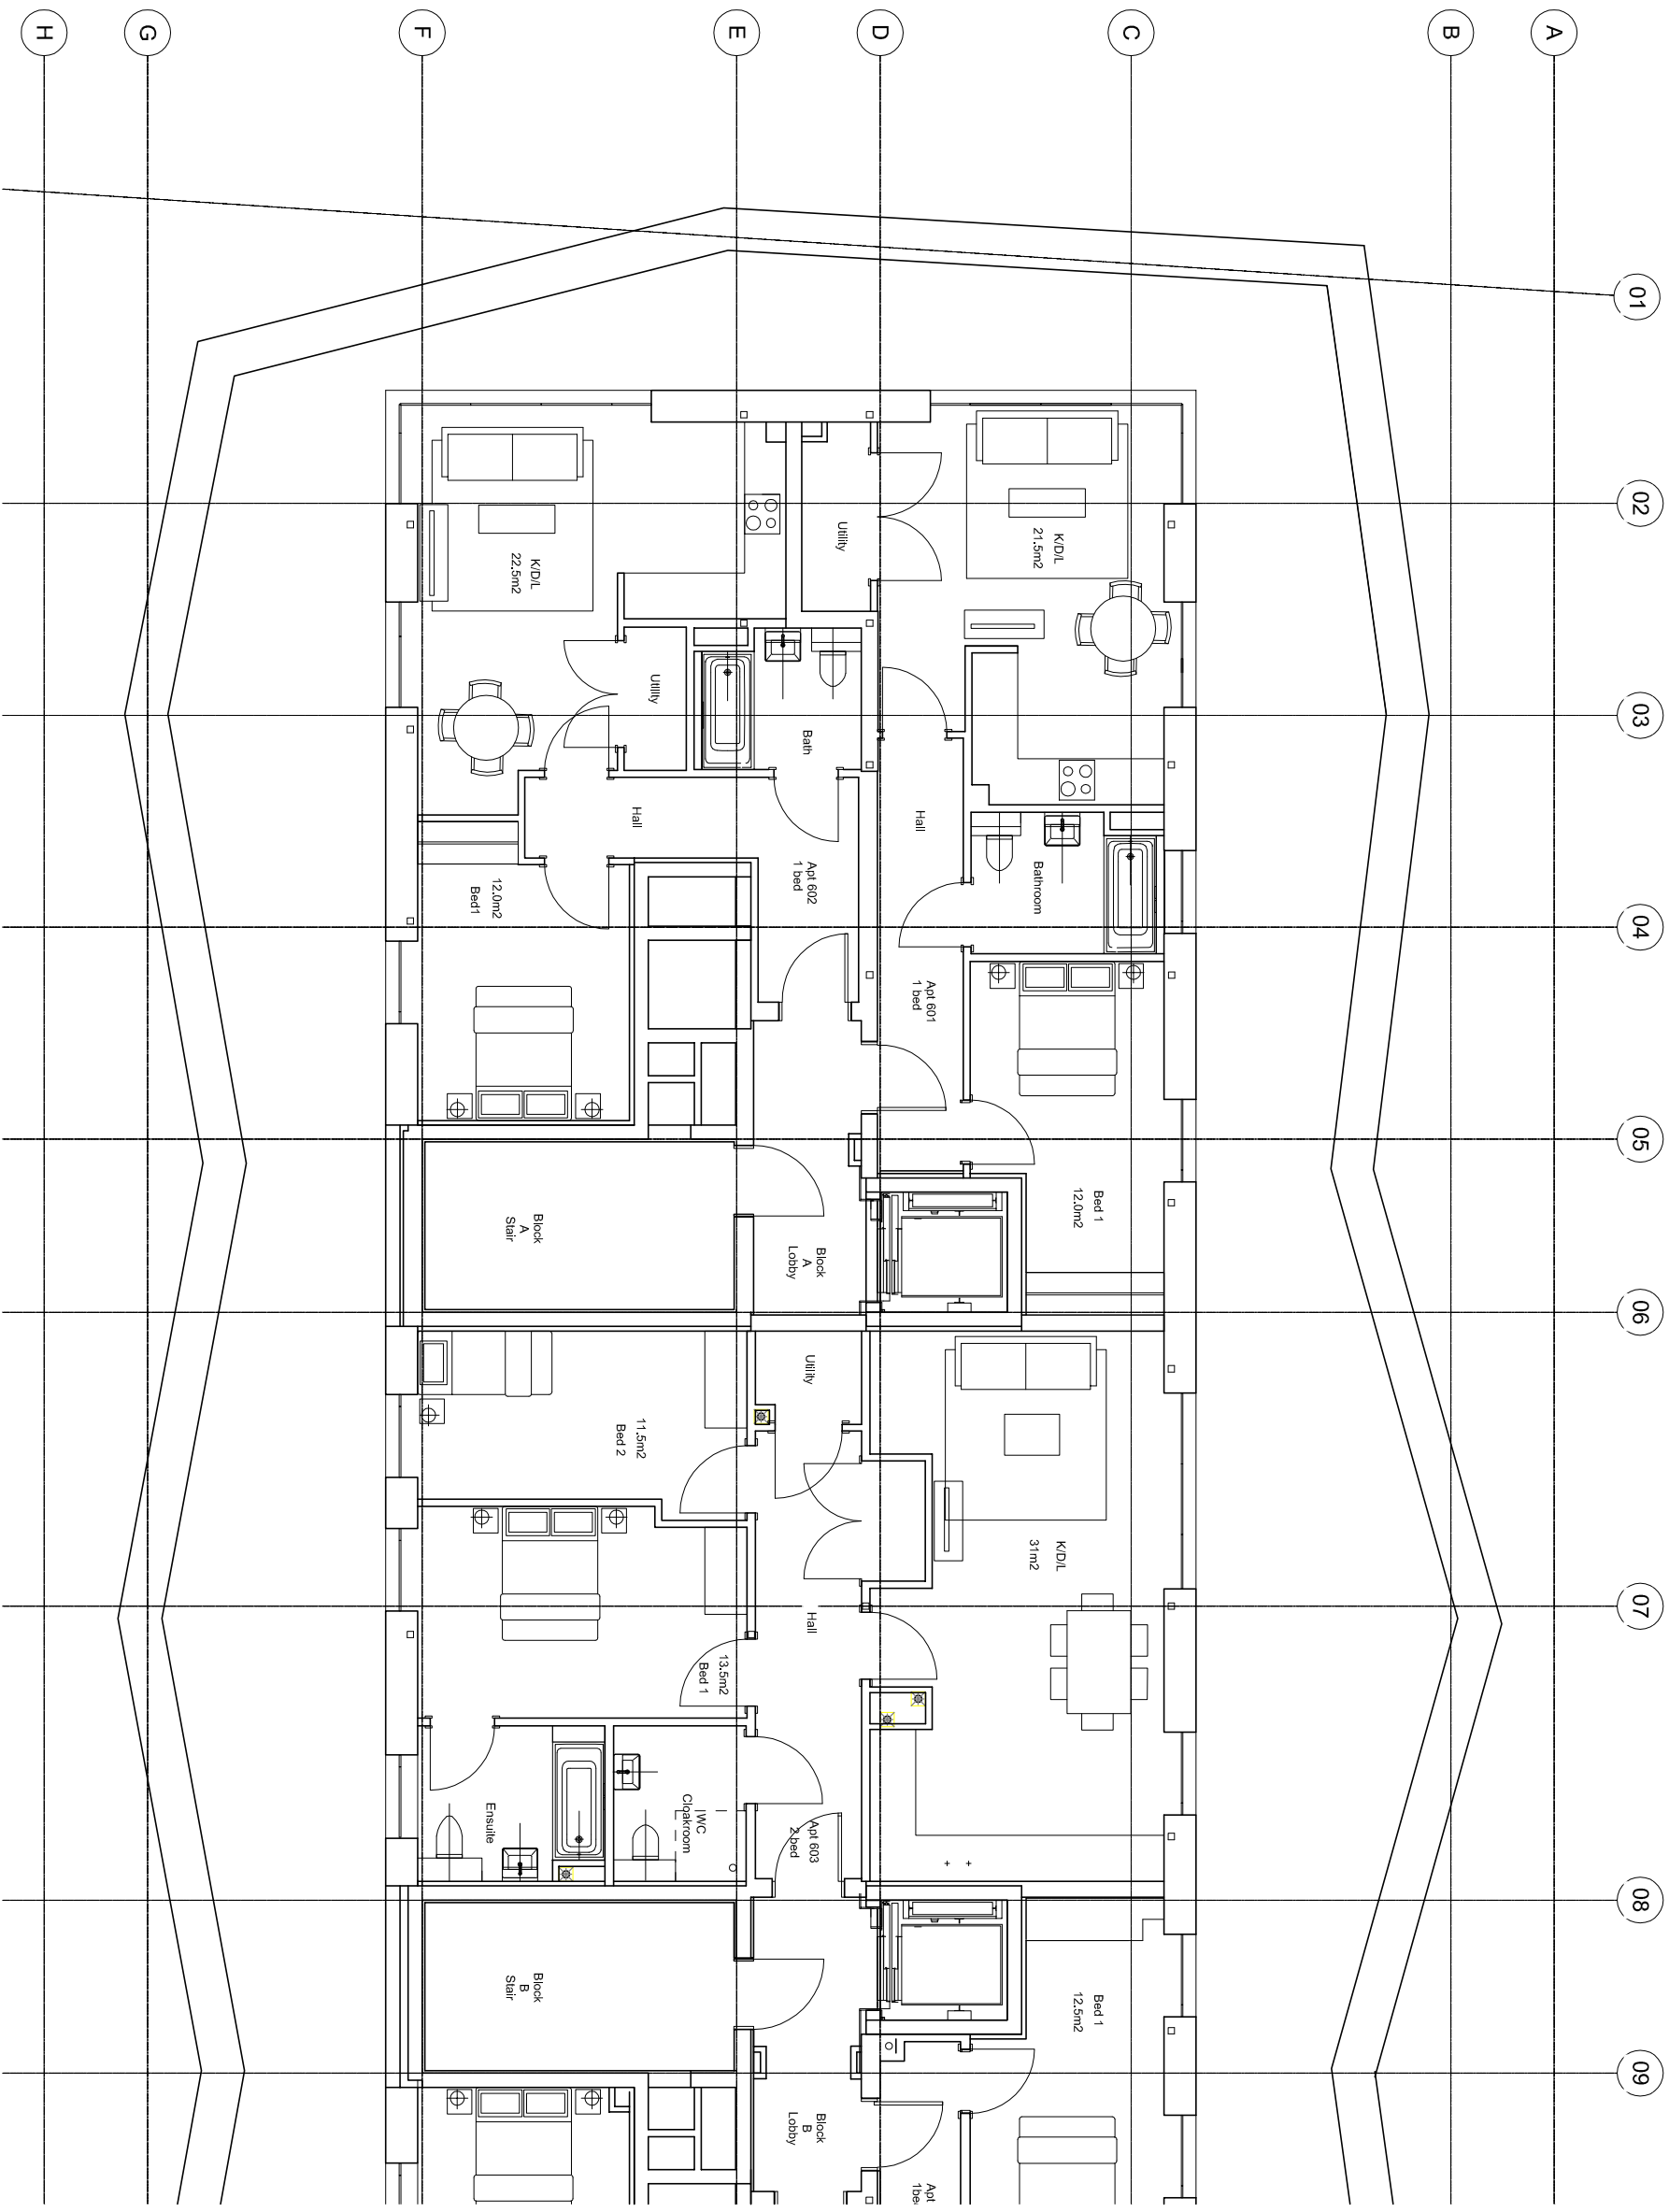 H
G
F
E
D
C
B
A
01
02
03
04
05
06
07
08
09
K/D/L
22.5m2
Utility
K/D/L
21.5m2
Utility
Bath
Hall
Hall
Bathroom
12.0m2
Bed1
Apt 602
1 bed
Apt 601
1 bed
Bed 1
12.0m2
Block
A
Stair
Block
A
Lobby
Utility
11.5m2
Bed 2
K/D/L
31m2
Hall
13.5m2
Bed 1
Ensuite
WC
Cloakroom
Apt 603
2 bed
Block
B
Stair
Bed 1
12.5m2
Block
B
Lobby
Apt
1be